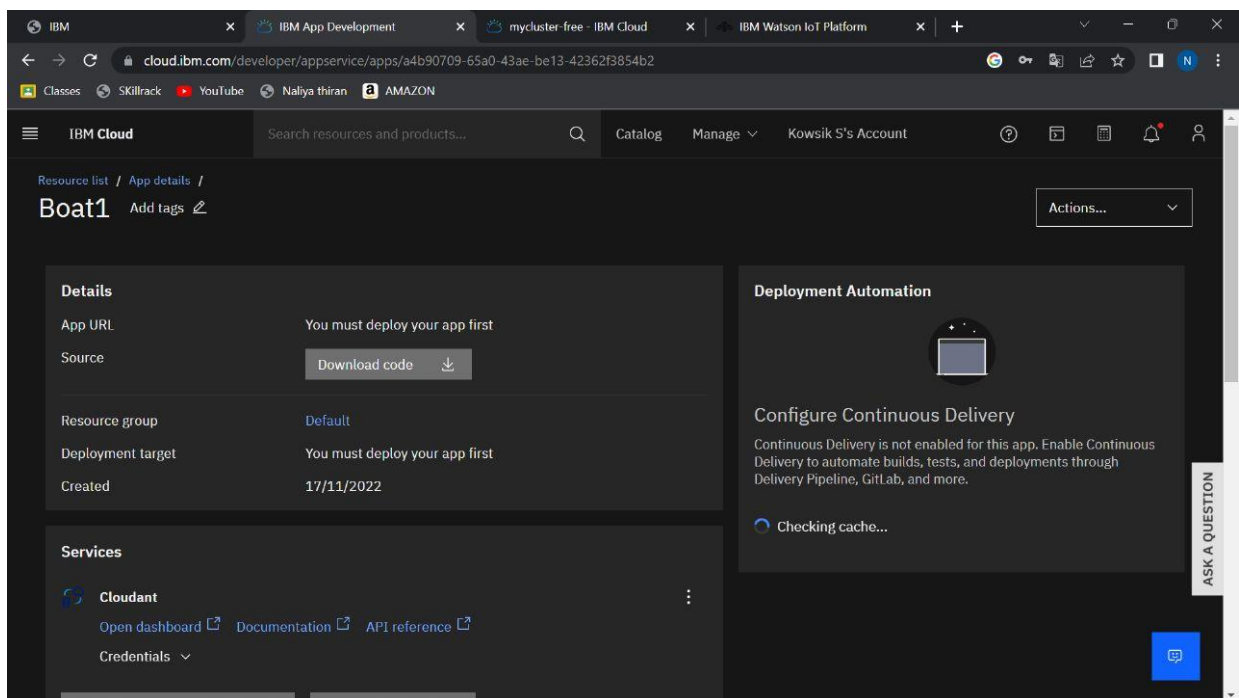 IBM
IBM App Development
mycluster-free - IBM Cloud
IBM Watson IoT Platform
cloud.ibm.com/developer/appservice/apps/a4b90709-65a0-43ae-be13-42362f3854b2
N
Classes
SKillrack
YouTube
Naliya thiran
a AMAZON
IBM Cloud
Search resources and products...
Catalog
Manage
Kowsik S's Account
Resource list / App details /
Boat1 Add tags
Actions...
Details
App URL You must deploy your app first
Source Download code
Resource group Default
Deployment target You must deploy your app first
Created 17/11/2022
Deployment Automation
Configure Continuous Delivery
Continuous Delivery is not enabled for this app. Enable Continuous
Delivery to automate builds, tests, and deployments through
Delivery Pipeline, GitLab, and more.
Checking cache...
ASK A QUESTION
Services
Cloudant
Open dashboard Documentation API reference
Credentials